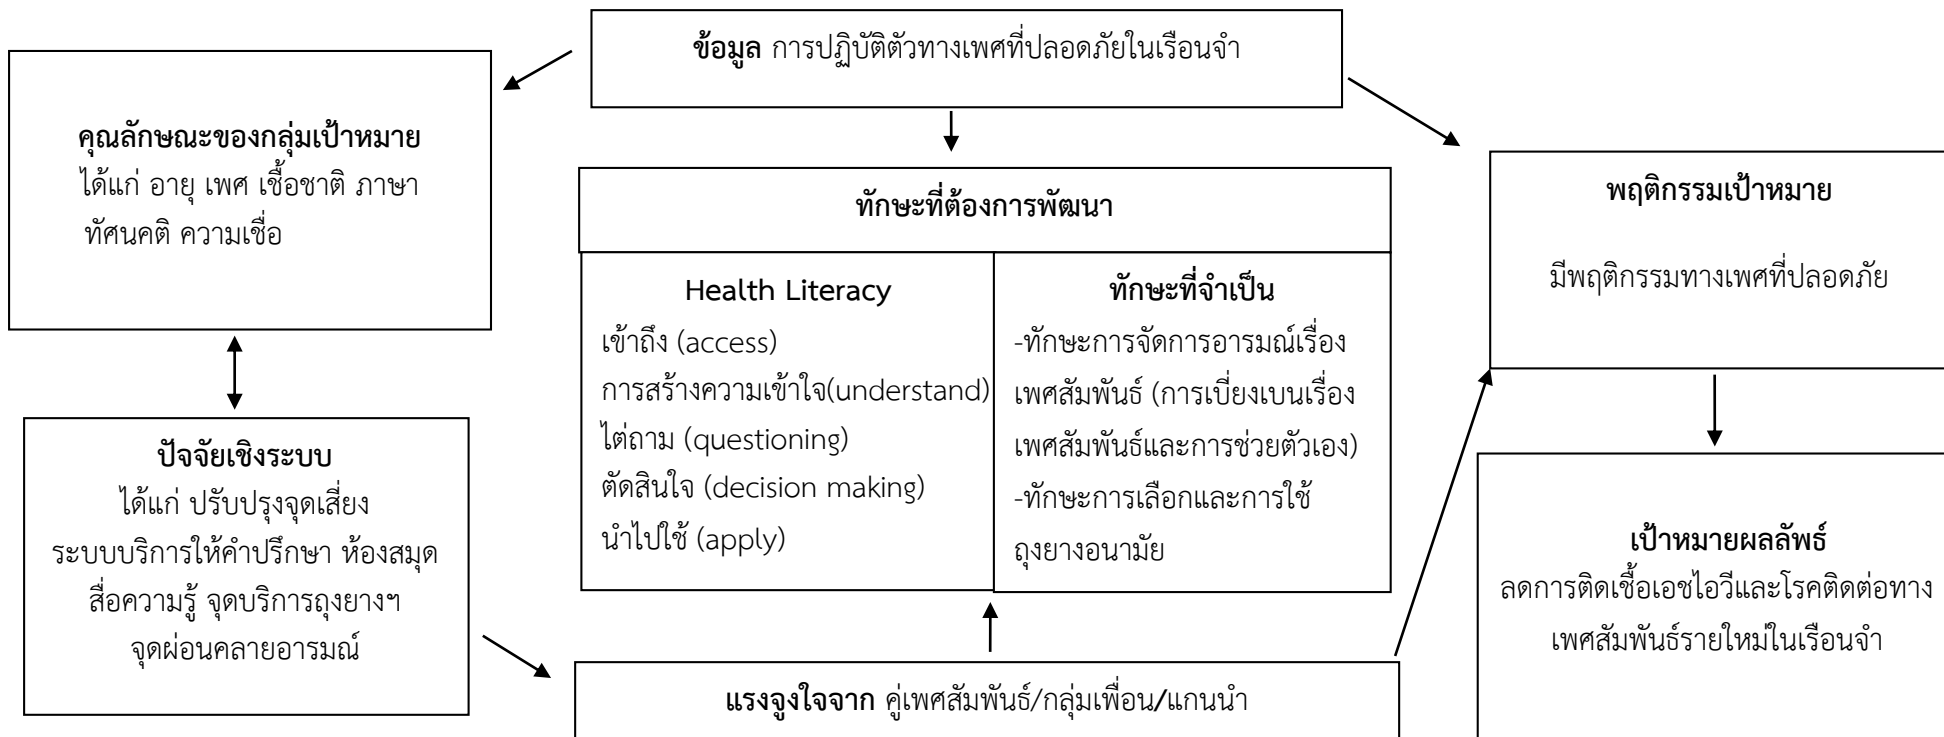 ข้อมูล การปฏิบัติตัวทางเพศที่ปลอดภัยในเรือนจำ
คุณลักษณะของกลุ่มเป้าหมาย
ได้แก่ อายุ เพศ เชื้อชาติ ภาษา
ทัศนคติ ความเชื่อ
ปัจจัยเชิงระบบ
ได้แก่ ปรับปรุงจุดเสี่ยง
ระบบบริการให้คำปรึกษา ห้องสมุด
สื่อความรู้ จุดบริการถุงยางฯ
จุดผ่อนคลายอารมณ์
ทักษะที่ต้องการพัฒนา
Health Literacy
เข้าถึง (access)
การสร้างความเข้าใจ(understand)
ไต่ถาม (questioning)
ตัดสินใจ (decision making)
นำไปใช้ (apply)
ทักษะที่จำเป็น
-ทักษะการจัดการอารมณ์เรื่อง
เพศสัมพันธ์ (การเบี่ยงเบนเรื่อง
เพศสัมพันธ์และการช่วยตัวเอง)
-ทักษะการเลือกและการใช้
ถุงยางอนามัย
แรงจูงใจจาก คู่เพศสัมพันธ์/กลุ่มเพื่อน/แกนนำ
พฤติกรรมเป้าหมาย
มีพฤติกรรมทางเพศที่ปลอดภัย
เป้าหมายผลลัพธ์
ลดการติดเชื้อเอชไอวีและโรคติดต่อทาง
เพศสัมพันธ์รายใหม่ในเรือนจำ